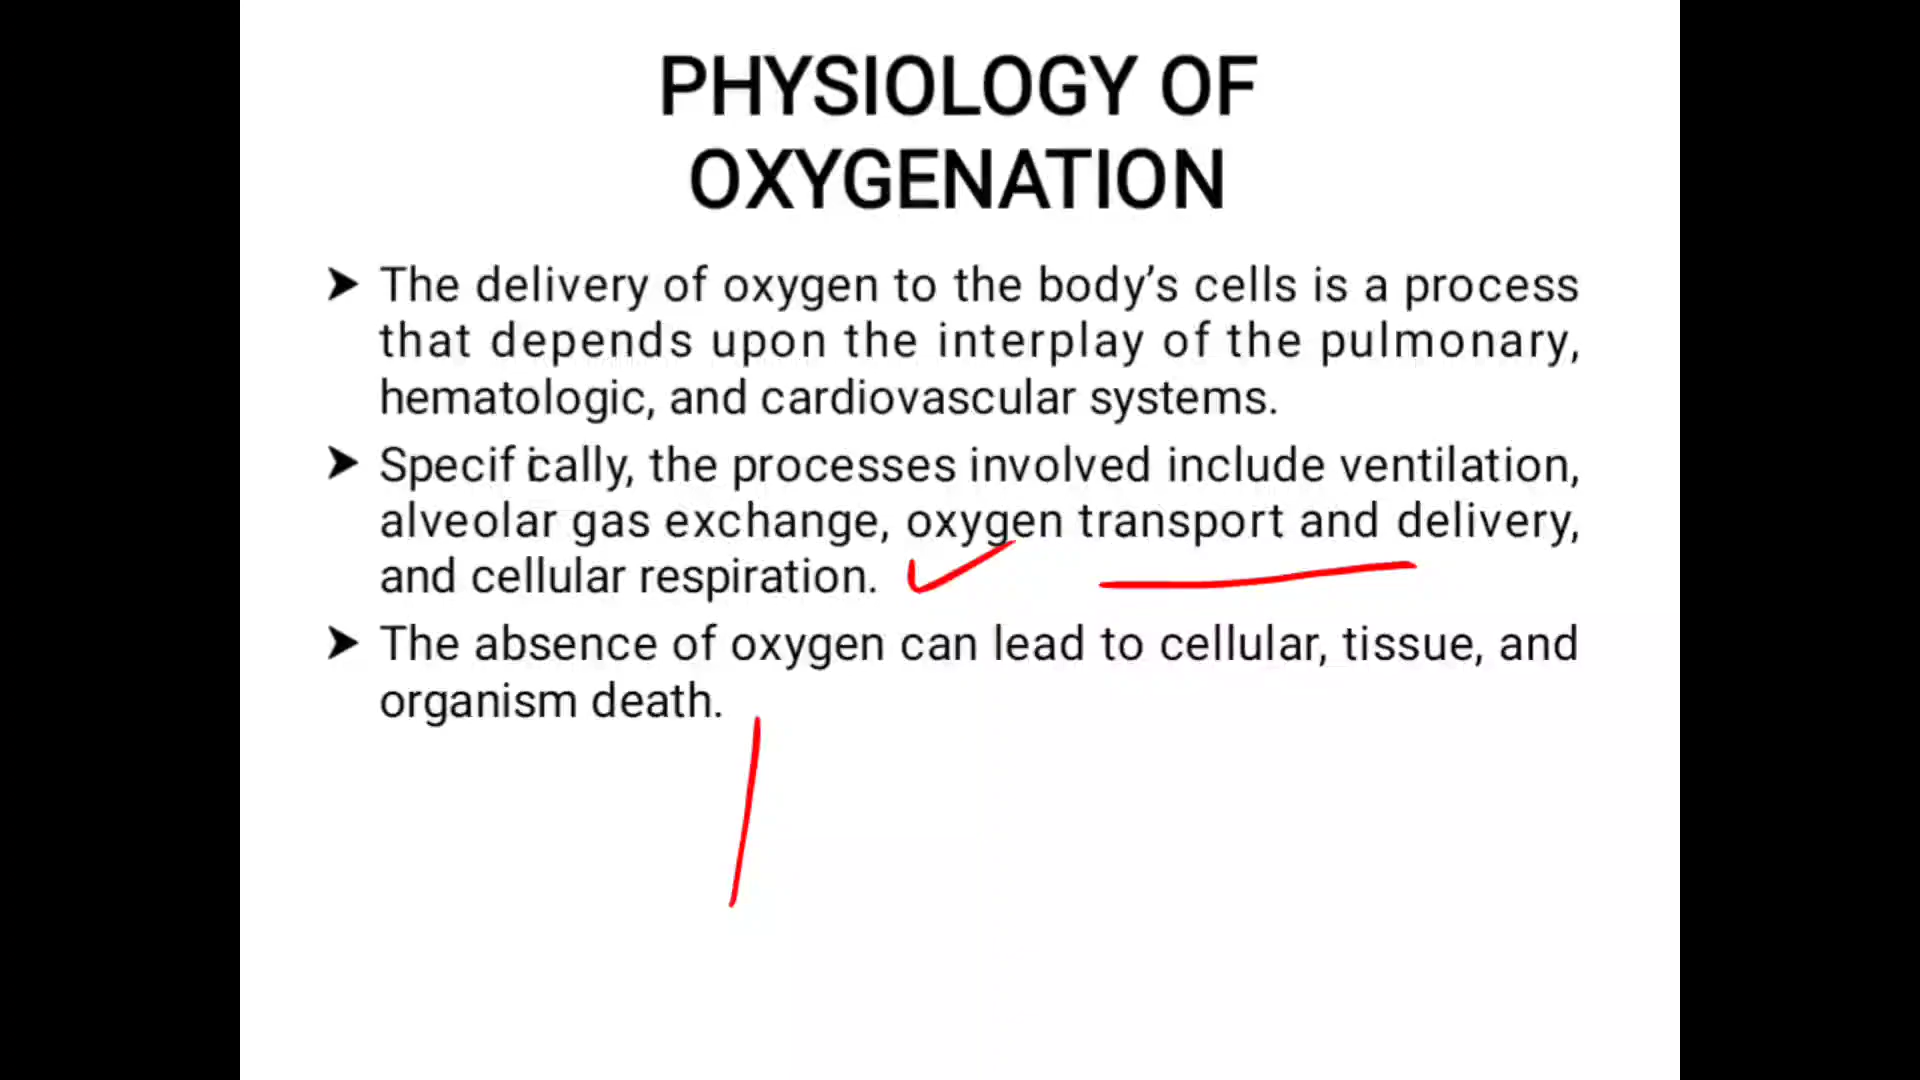 PHYSIOLOGY OF
OXYGENATION
➤ The delivery of oxygen to the body’s cells is a process
that depends upon the interplay of the pulmonary,
hematologic, and cardiovascular systems.
➤ Specif ically, the processes involved include ventilation,
alveolar gas exchange, oxygen transport and delivery,
and cellular respiration.
➤ The absence of oxygen can lead to cellular, tissue, and
organism death.